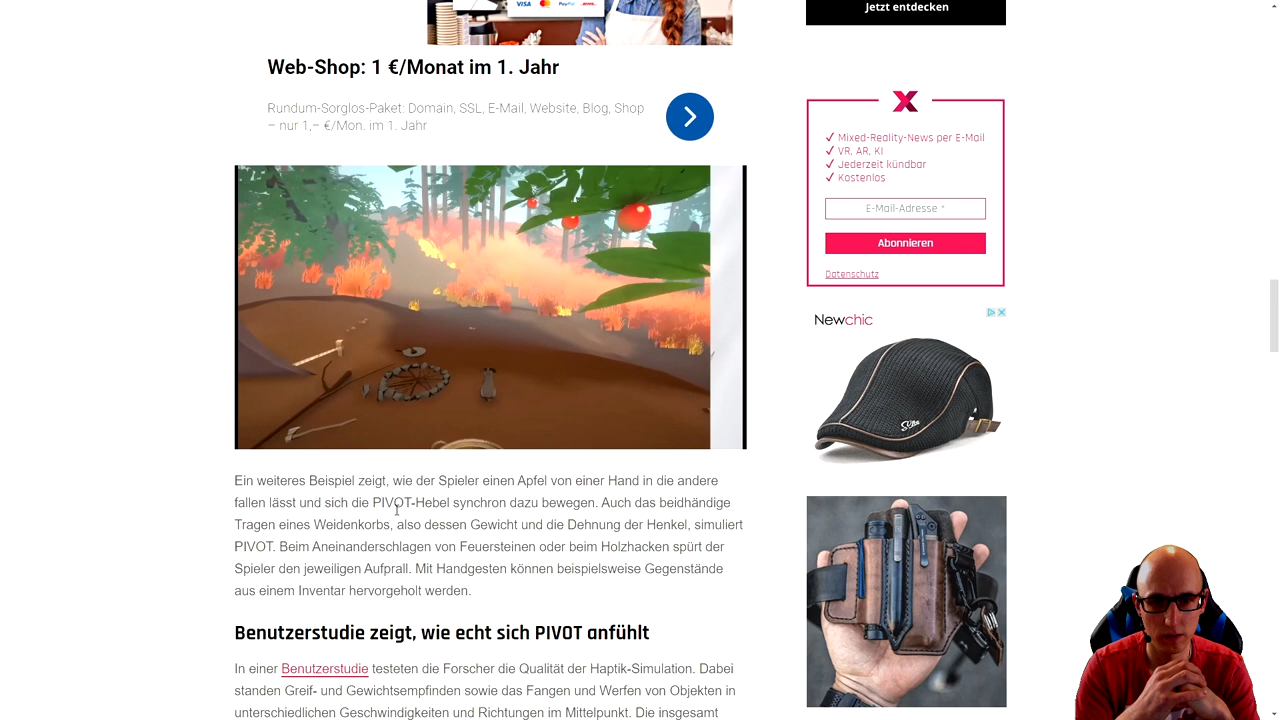 VISA PayPal
Jetzt entdecken
Web-Shop: 1 €/Monat im 1. Jahr
Rundum-Sorglos-Paket: Domain, SSL, E-Mail, Website, Blog, Shop
– nur 1,– €/Mon. im 1. Jahr
X
✓ Mixed-Reality-News per E-Mail
✓ VR, AR, KI
✓ Jederzeit kündbar
✓ Kostenlos
E-Mail-Adresse *
Abonnieren
Datenschutz
Newchic
Ein weiteres Beispiel zeigt, wie der Spieler einen Apfel von einer Hand in die andere
fallen lässt und sich die PIVOT-Hebel synchron dazu bewegen. Auch das beidhändige
Tragen eines Weidenkorbs, also dessen Gewicht und die Dehnung der Henkel, simuliert
PIVOT. Beim Aneinanderschlagen von Feuersteinen oder beim Holzhacken spürt der
Spieler den jeweiligen Aufprall. Mit Handgesten können beispielsweise Gegenstände
aus einem Inventar hervorgeholt werden.
Benutzerstudie zeigt, wie echt sich PIVOT anfühlt
In einer Benutzerstudie testeten die Forscher die Qualität der Haptik-Simulation. Dabei
standen Greif- und Gewichtsempfinden sowie das Fangen und Werfen von Objekten in
unterschiedlichen Geschwindigkeiten und Richtungen im Mittelpunkt. Die insgesamt